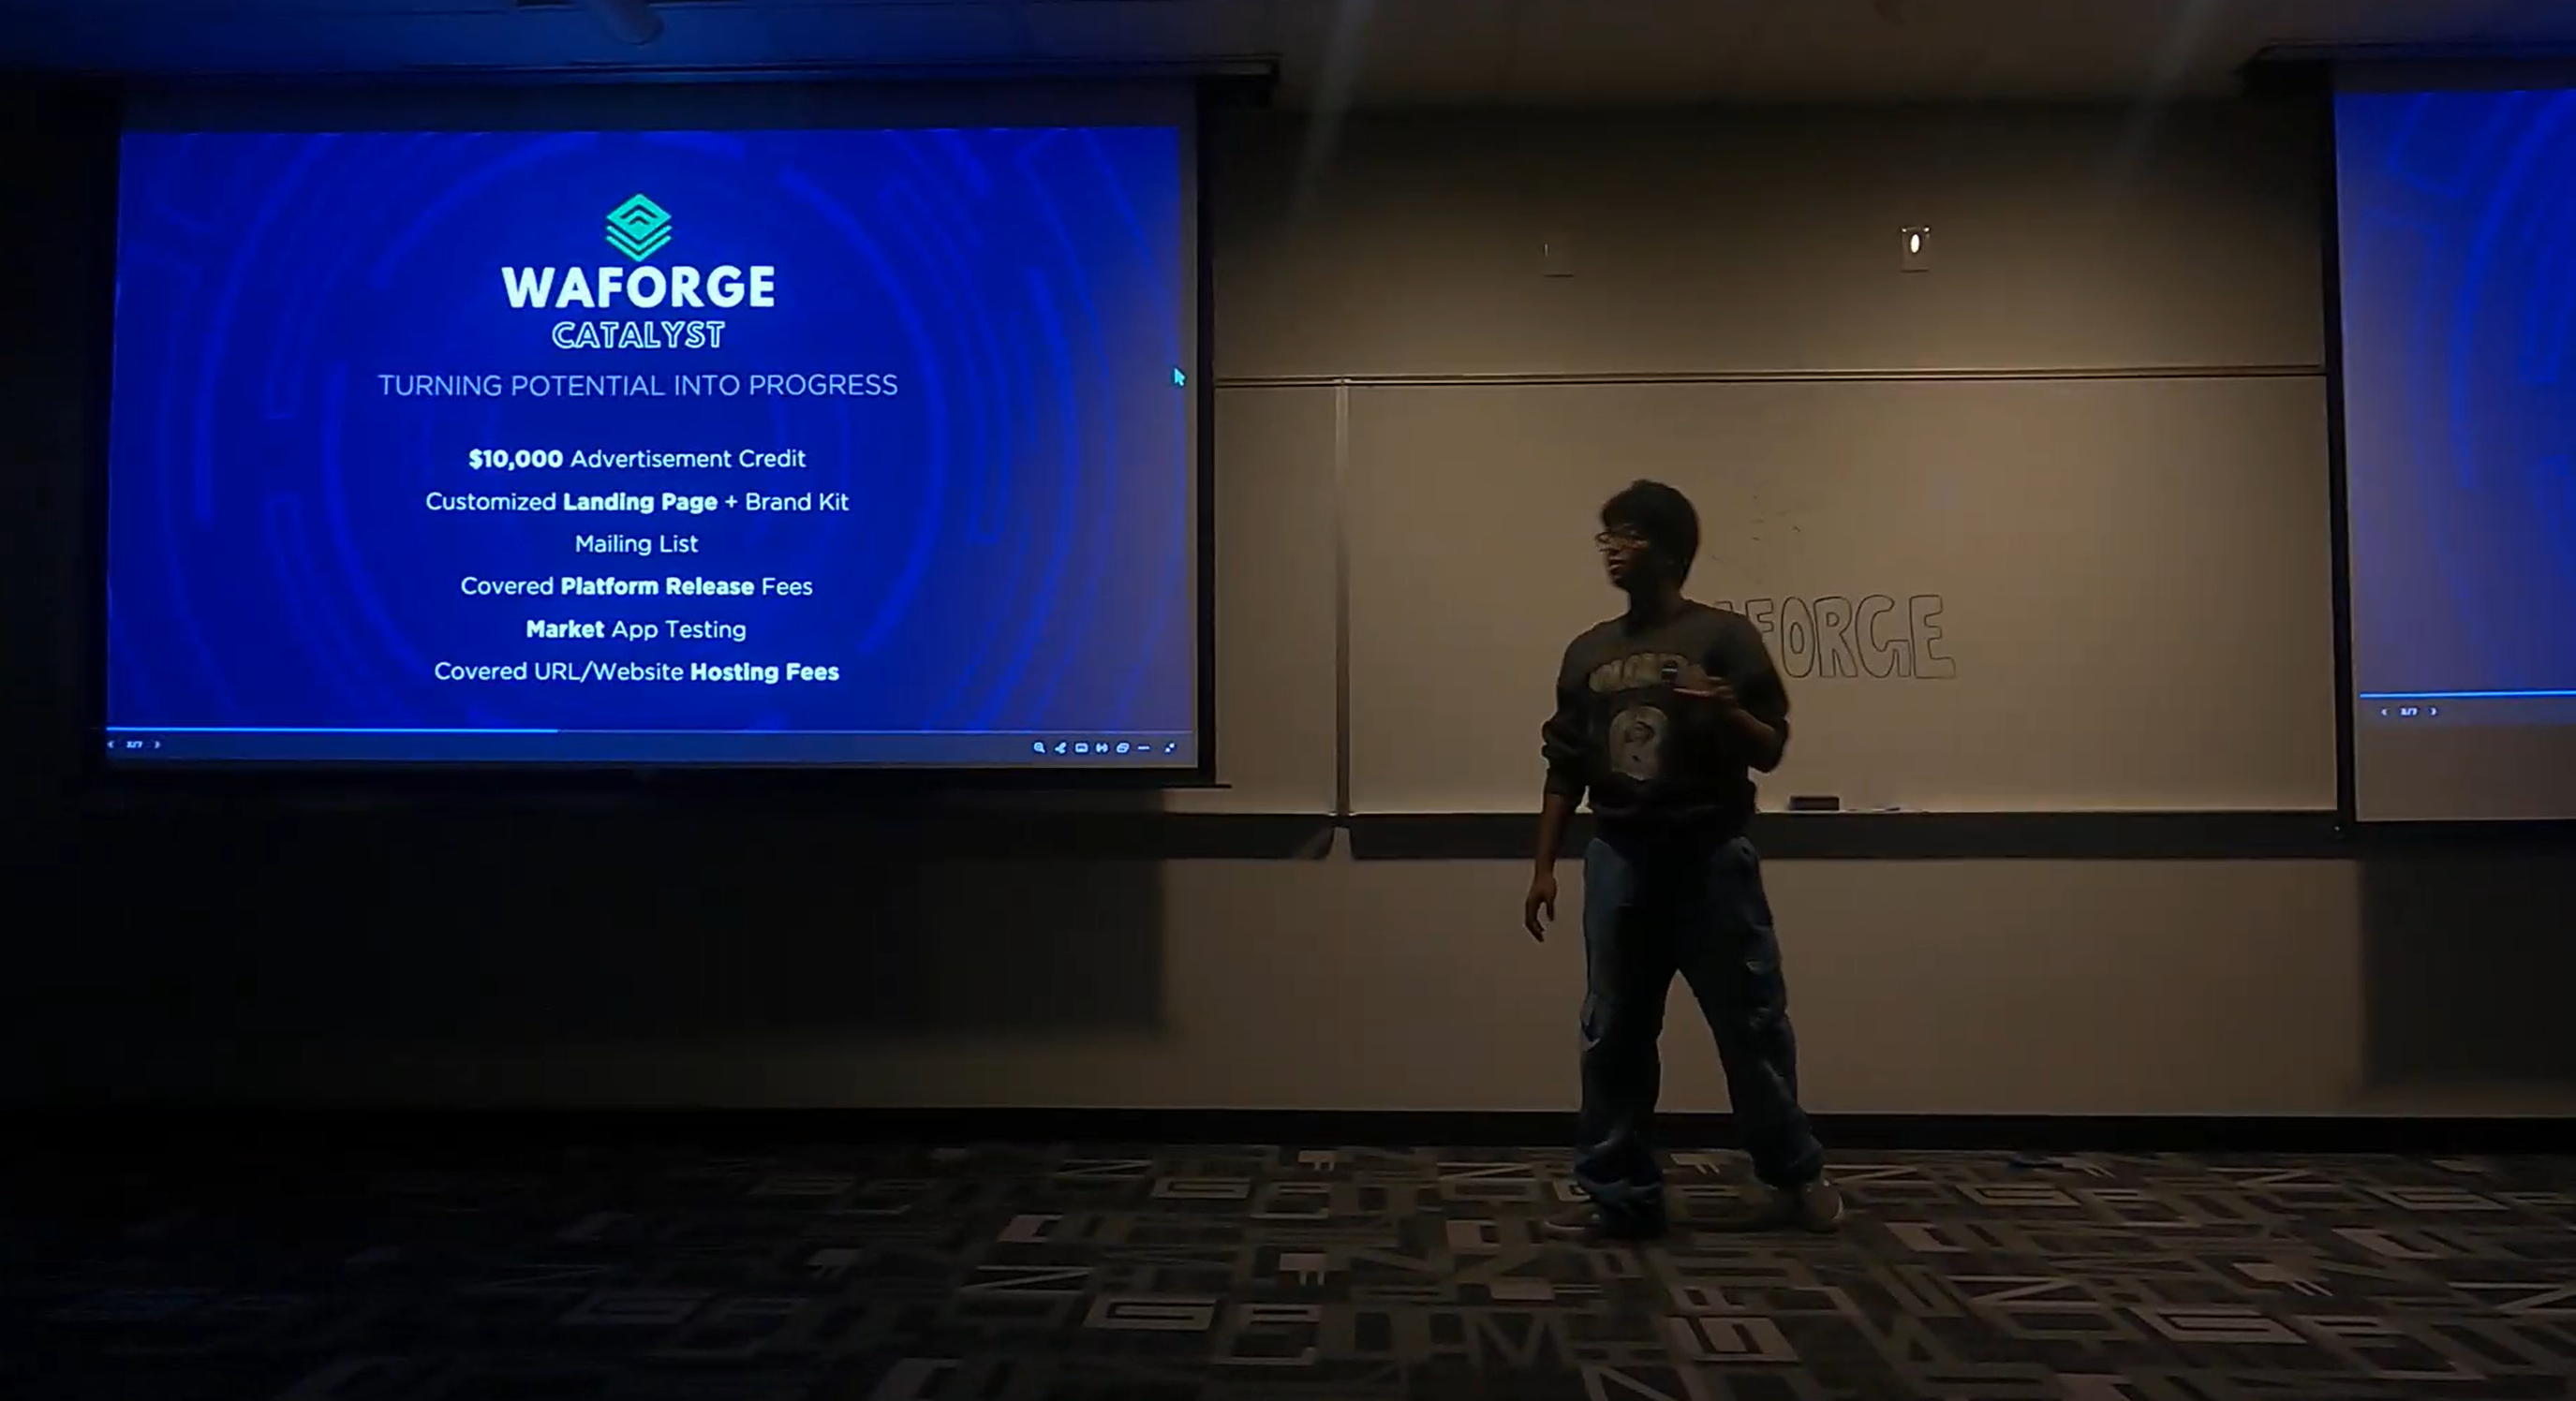 WAFORGE
CATALYST
TURNING POTENTIAL INTO PROGRESS
$10,000 Advertisement Credit
Customized Landing Page + Brand Kit
Mailing List
Covered Platform Release Fees
Market App Testing
Covered URL/Website Hosting Fees
FORGE